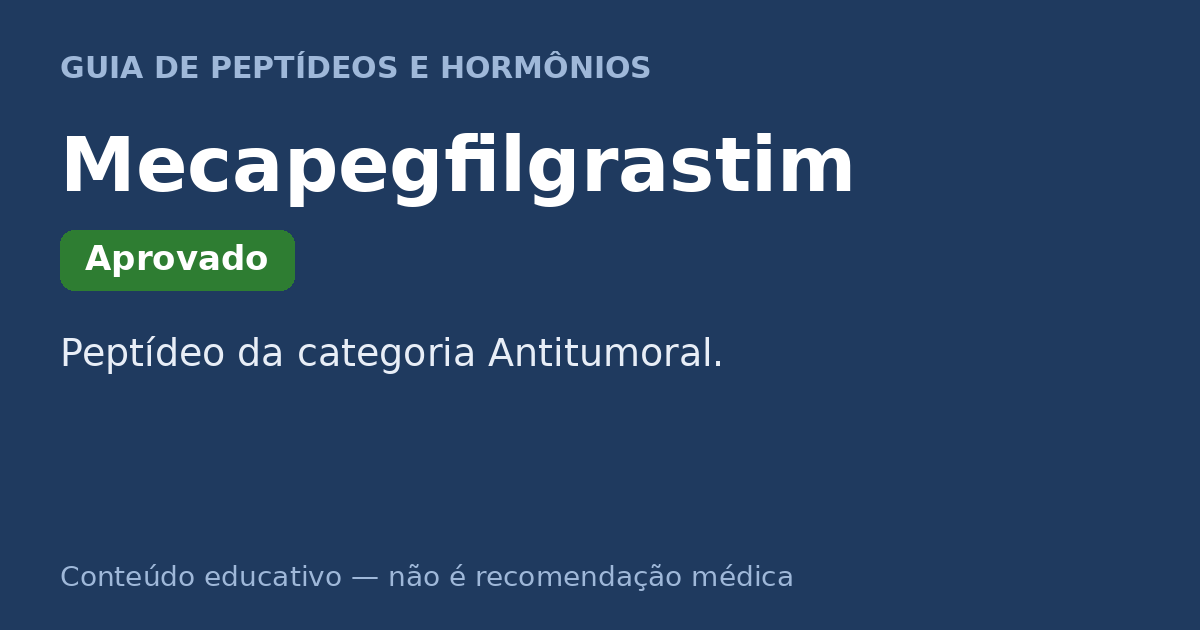 GUIA DE PEPTÍDEOS E HORMÔNIOS
Mecapegfilgrastim
Aprovado
Peptídeo da categoria Antitumoral.
Conteúdo educativo — não é recomendação médica